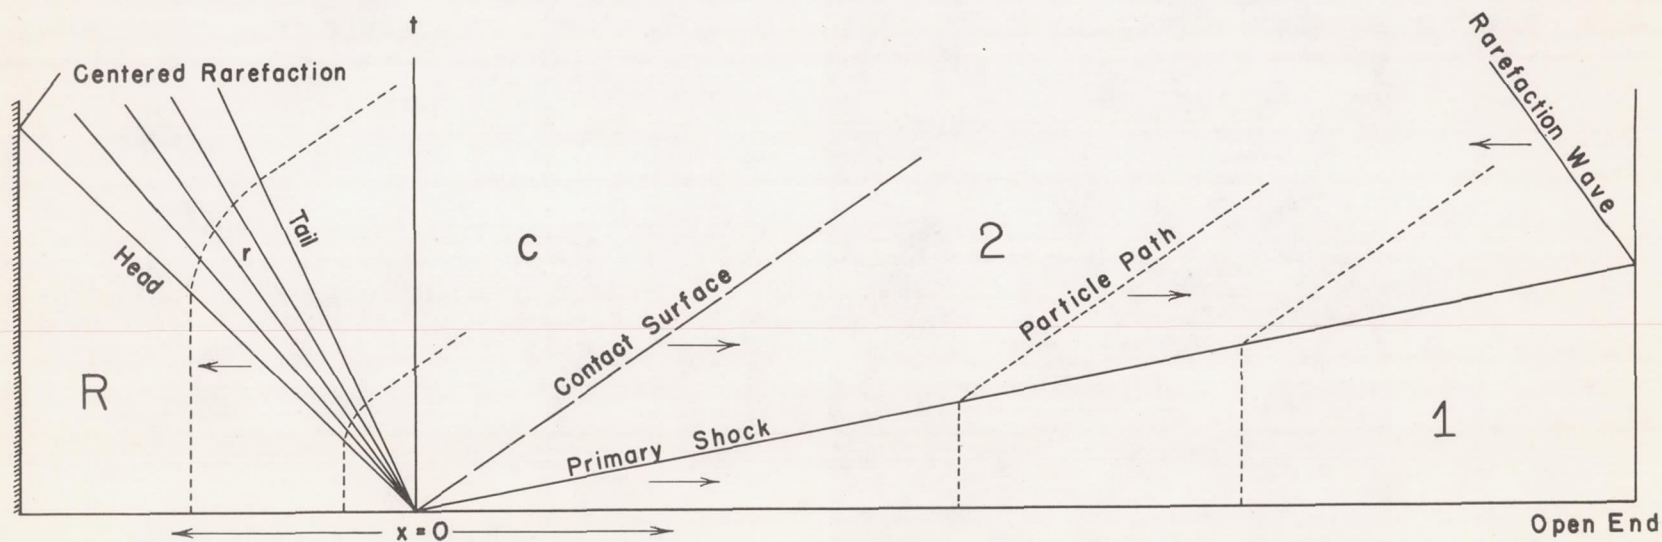 t
Centered Rarefaction
Rarefaction Wave
Head
r
Tail
C
2
Contact Surface
Particle Path
R
Primary Shock
1
x = 0
Open End